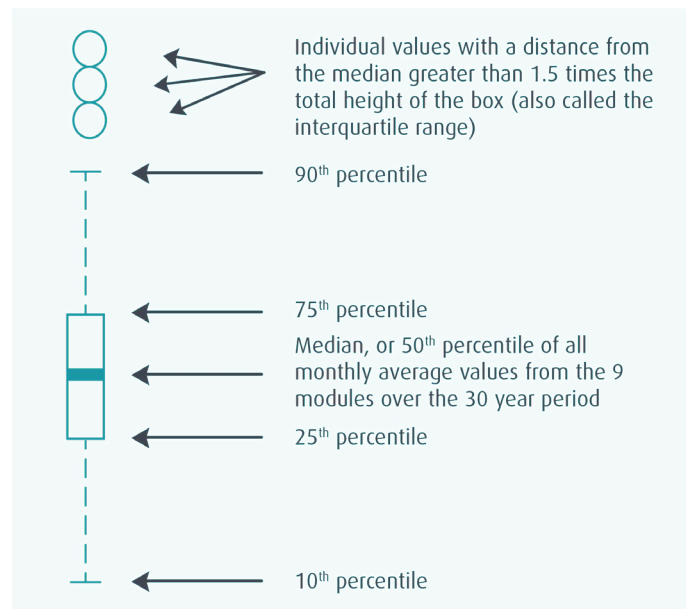 Individual values with a distance from
the median greater than 1.5 times the
total height of the box (also called the
interquartile range)
90th percentile
75th percentile
Median, or 50th percentile of all
monthly average values from the 9
modules over the 30 year period
25th percentile
10th percentile